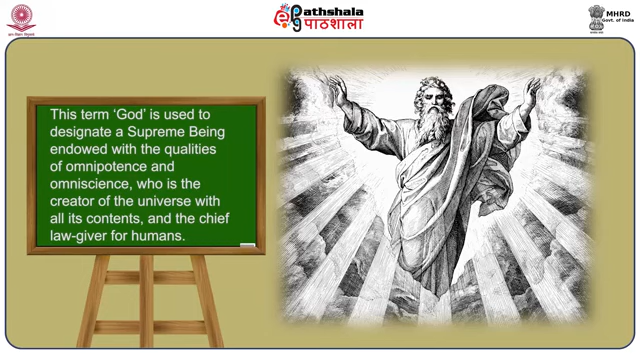 ePathshala
पाठशाला
MHRD
Govt. of India
This term ‘God’ is used to
designate a Supreme Being
endowed with the qualities
of omnipotence and
omniscience, who is the
creator of the universe with
all its contents, and the chief
law-giver for humans.